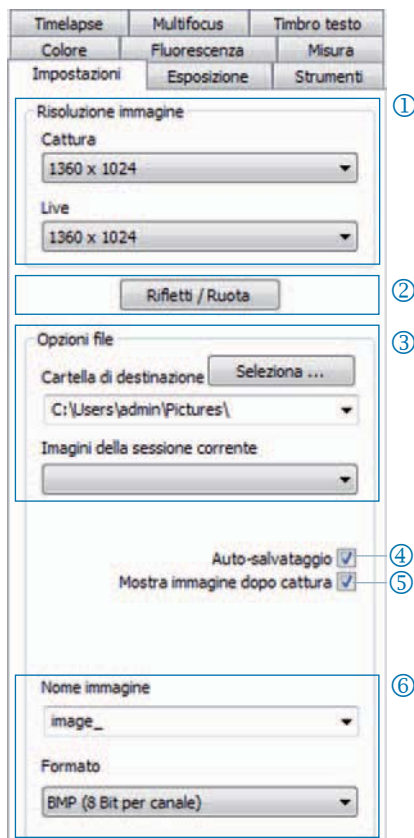 Timelapse Multifocus Timbro testo
Colore Fluorescenza Misura
Impostazioni Esposizione Strumenti
Risoluzione immagine ①
Cattura
1360 x 1024
Live
1360 x 1024
Rifletti / Ruota ②
Opzioni file ③
Cartella di destinazione Seleziona ...
C:\Users\admin\Pictures\
Imagini della sessione corrente
Auto-salvataggio ④
Mostra immagine dopo cattura ⑤
Nome immagine ⑥
image_
Formato
BMP (8 Bit per canale)